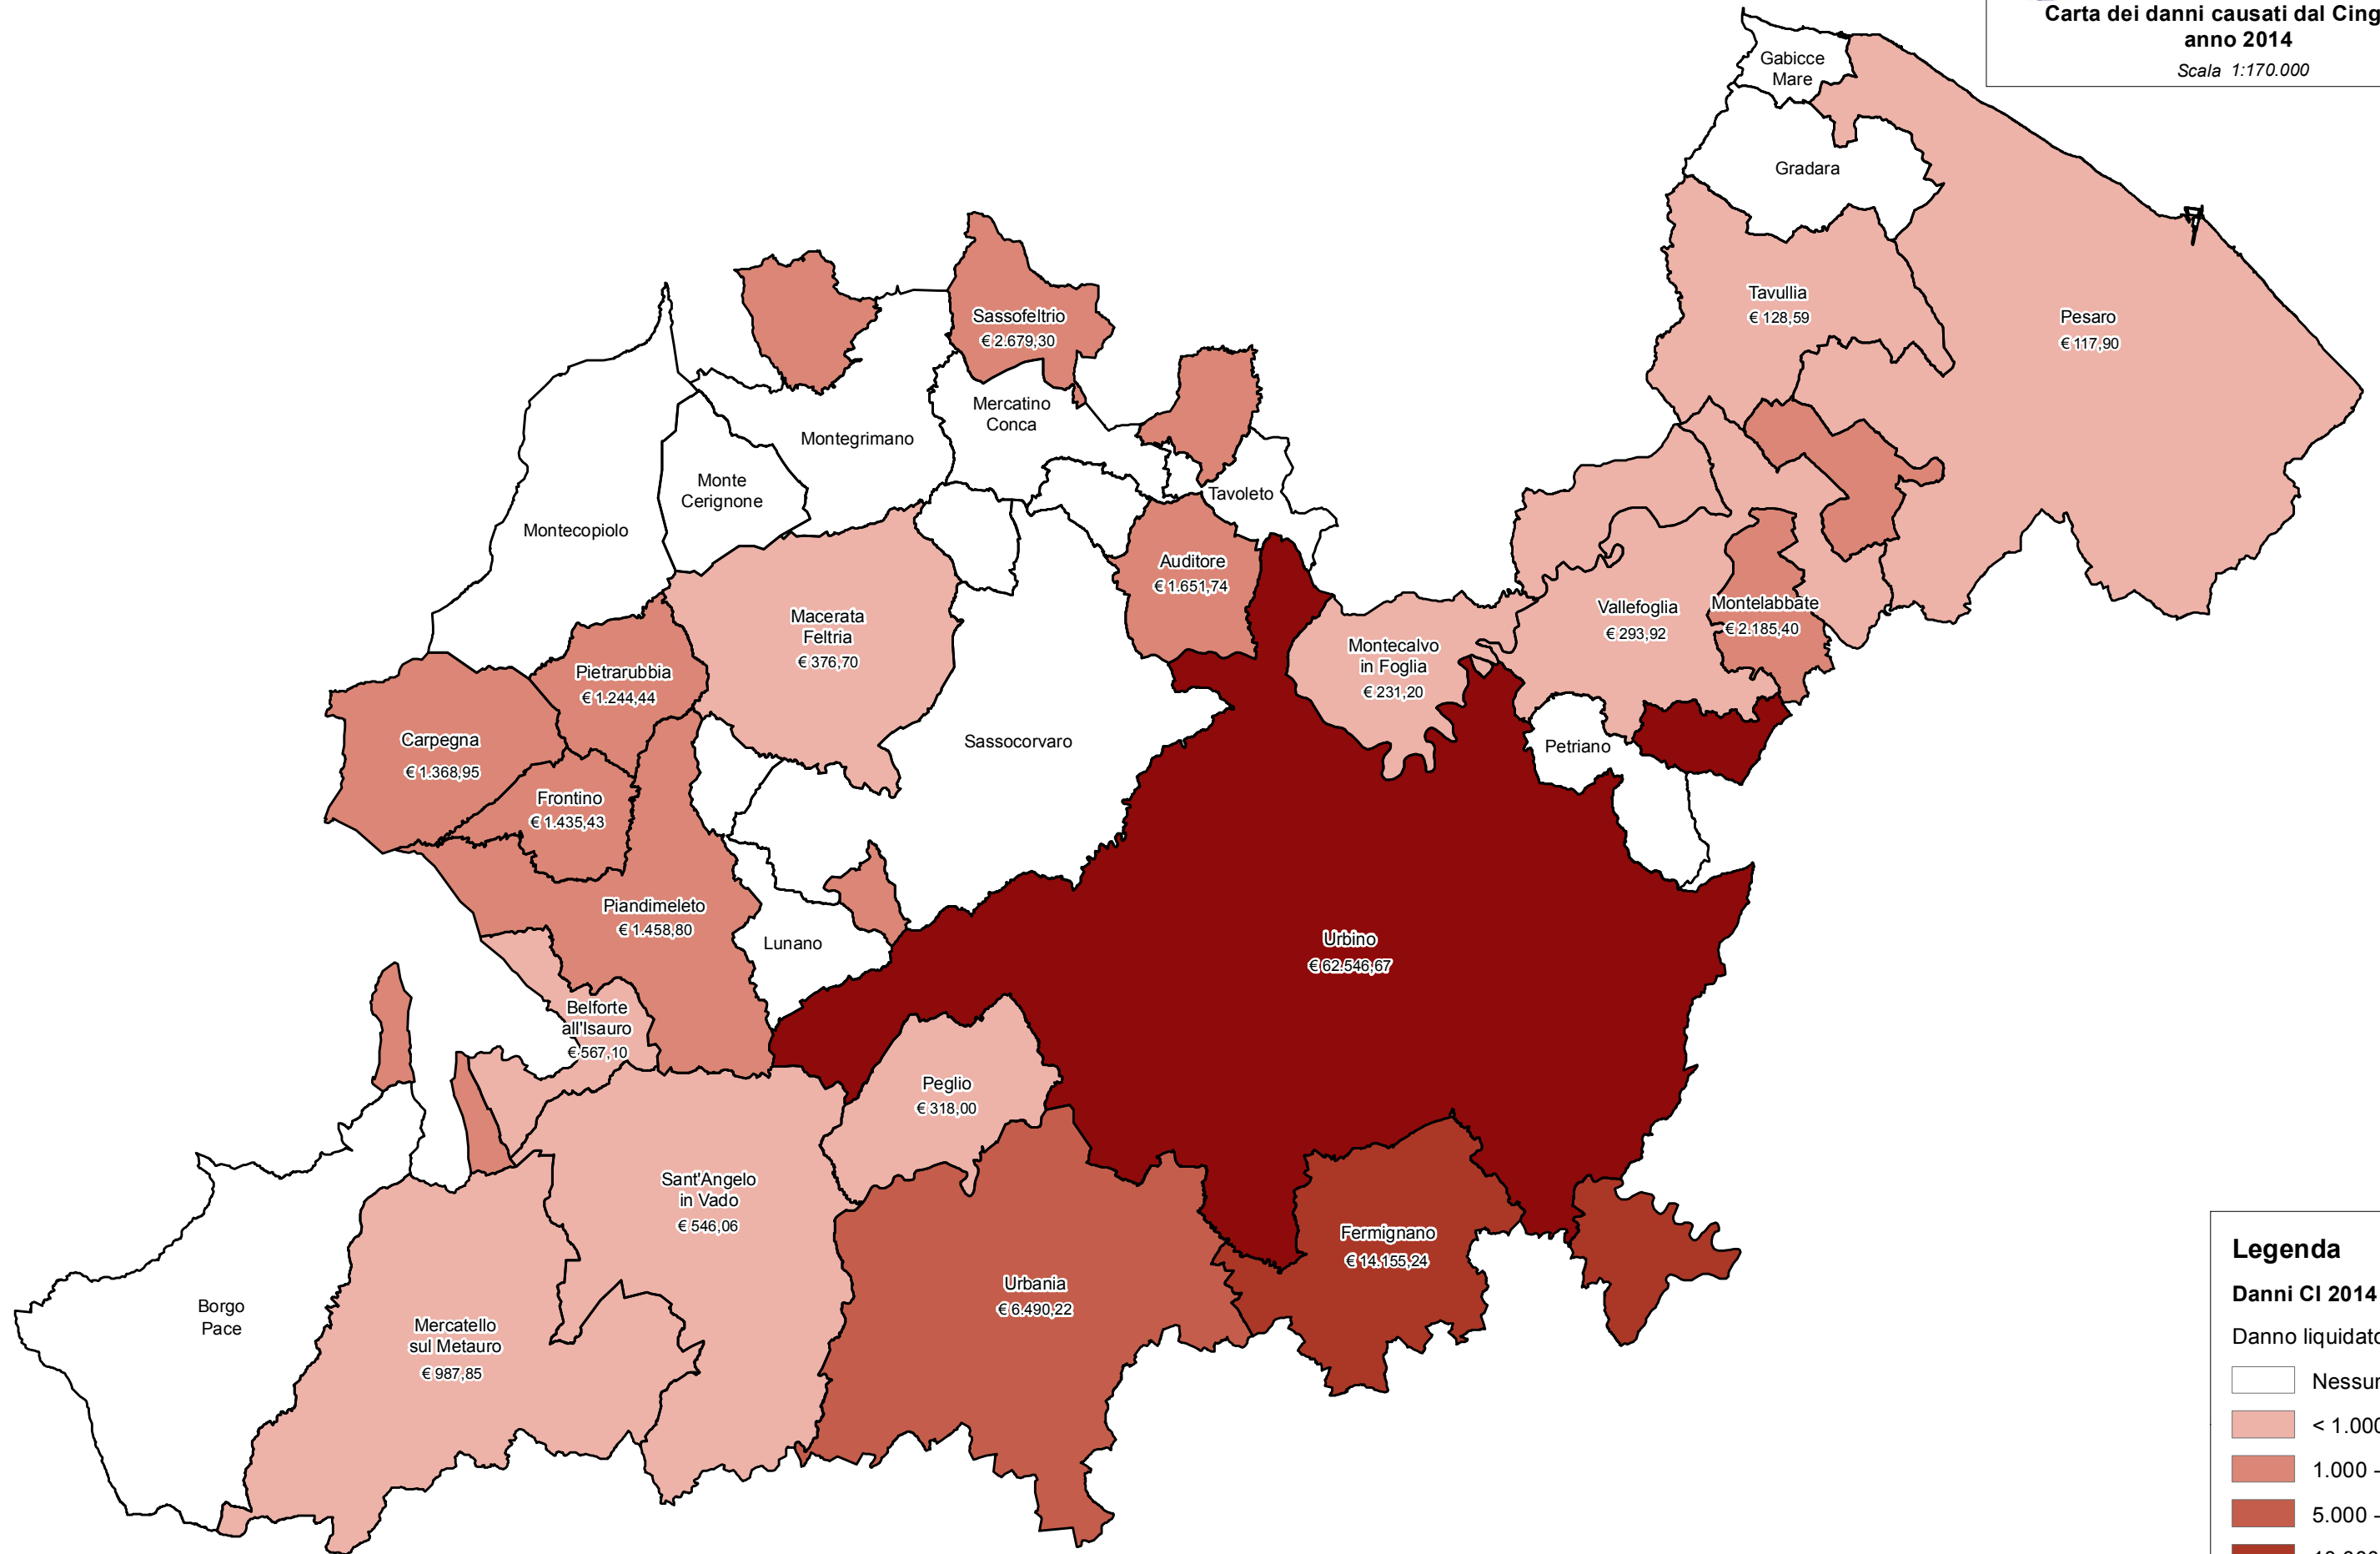 Carta dei danni causati dal Cing
anno 2014
Scala 1:170.000
Gabicce
Mare
Gradara
Tavullia
€ 128,59
Pesaro
€ 117,90
Sassofeltrio
€ 2.679,30
Mercatino
Conca
Montegrimano
Monte
Cerignone
Tavoleto
Montecopiolo
Auditore
€ 1.651,74
Macerata
Feltria
€ 376,70
Vallefoglia
€ 293,92
Montelabbate
€ 2.185,40
Montecalvo
in Foglia
€ 231,20
Pietrarubbia
€ 1.244,44
Carpegna
€ 1.368,95
Sassocorvaro
Petriano
Frontino
€ 1.435,43
Piandimeleto
€ 1.458,80
Lunano
Urbino
€ 62.546,67
Belforte
all'Isauro
€ 567,10
Peglio
€ 318,00
Sant'Angelo
in Vado
€ 546,06
Fermignano
€ 14.155,24
Urbania
€ 6.490,22
Borgo
Pace
Mercatello
sul Metauro
€ 987,85
Legenda
Danni CI 2014
Danno liquidato
Nessun
< 1.000
1.000 -
5.000 -